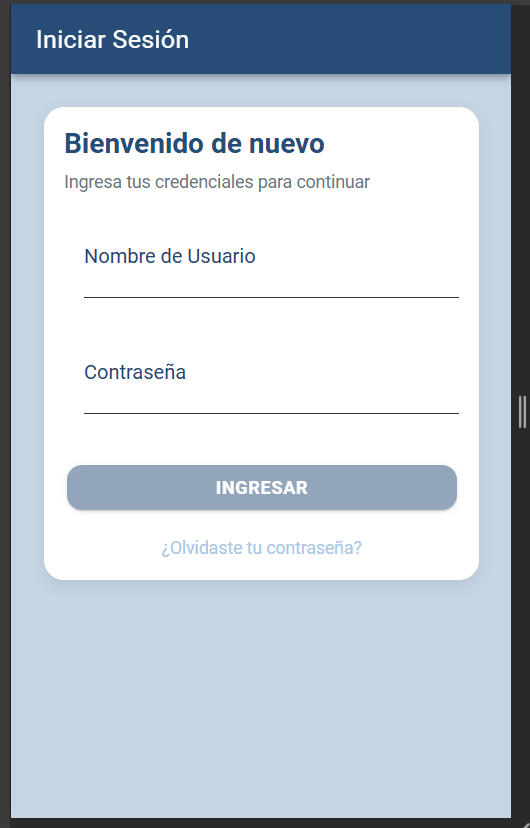 Iniciar Sesión
Bienvenido de nuevo
Ingresa tus credenciales para continuar
Nombre de Usuario
Contraseña
INGRESAR
¿Olvidaste tu contraseña?